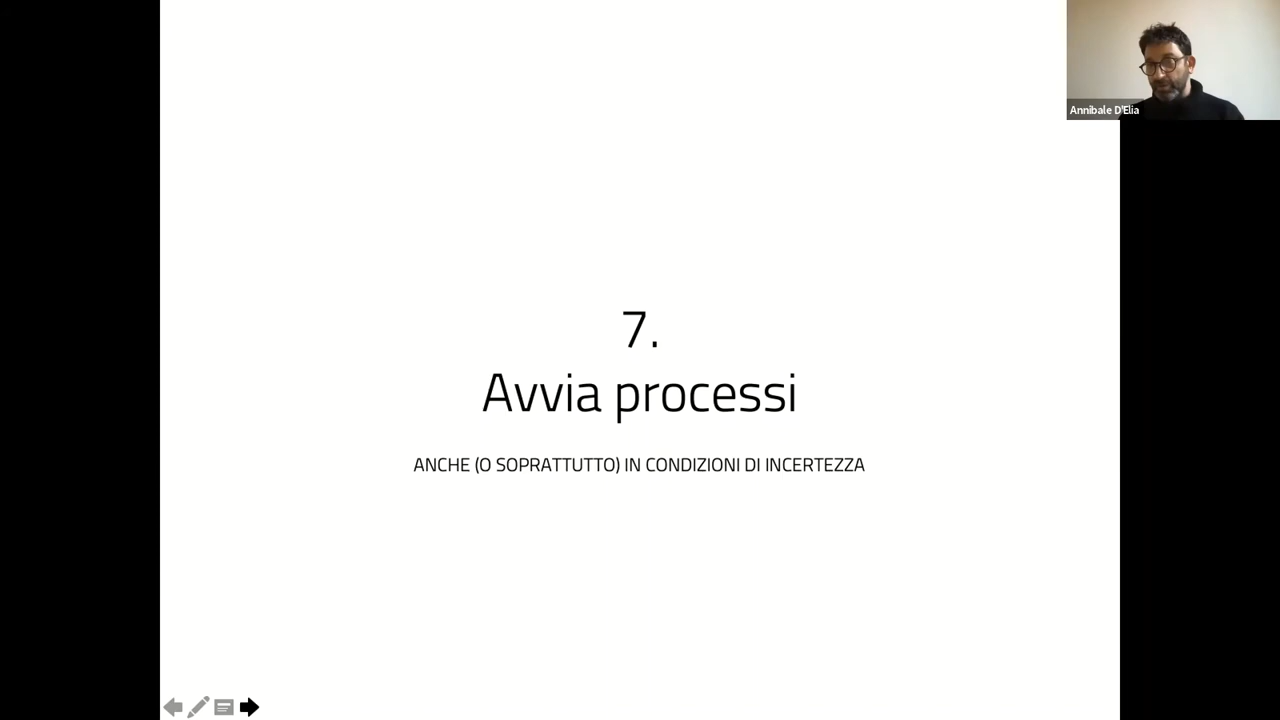 Annibale D'Elia
7.
Avvia processi
ANCHE (O SOPRATTUTTO) IN CONDIZIONI DI INCERTEZZA